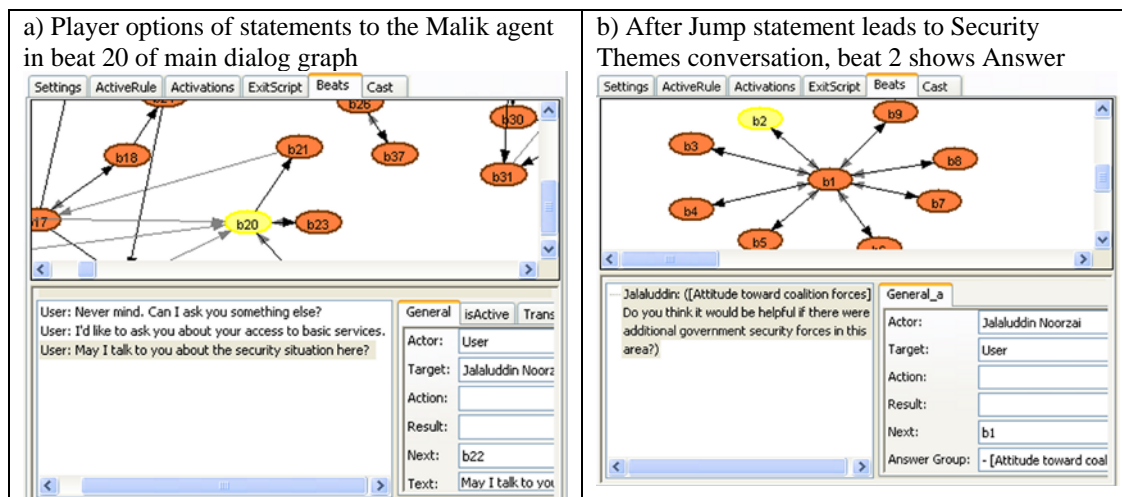 a) Player options of statements to the Malik agent
in beat 20 of main dialog graph
Settings ActiveRule Activations ExitScript Beats Cast
b26
b30
b18
b21
b37
b31
b20
b23
User: Never mind. Can I ask you something else?
User: I'd like to ask you about your access to basic services.
User: May I talk to you about the security situation here?
General isActive Trans
Actor: User
Target: Jalaluddin Noorz
Action:
Result:
Next: b22
Text: May I talk to you
b) After Jump statement leads to Security
Themes conversation, beat 2 shows Answer
Settings ActiveRule Activations ExitScript Beats Cast
b2
b9
b3
b8
b1
b4
b7
b5
Jalaluddin: ([Attitude toward coalition forces]
Do you think it would be helpful if there were
additional government security forces in this
area?)
General_a
Actor: Jalaluddin Noorzai
Target: User
Action:
Result:
Next: b1
Answer Group: - [Attitude toward coal